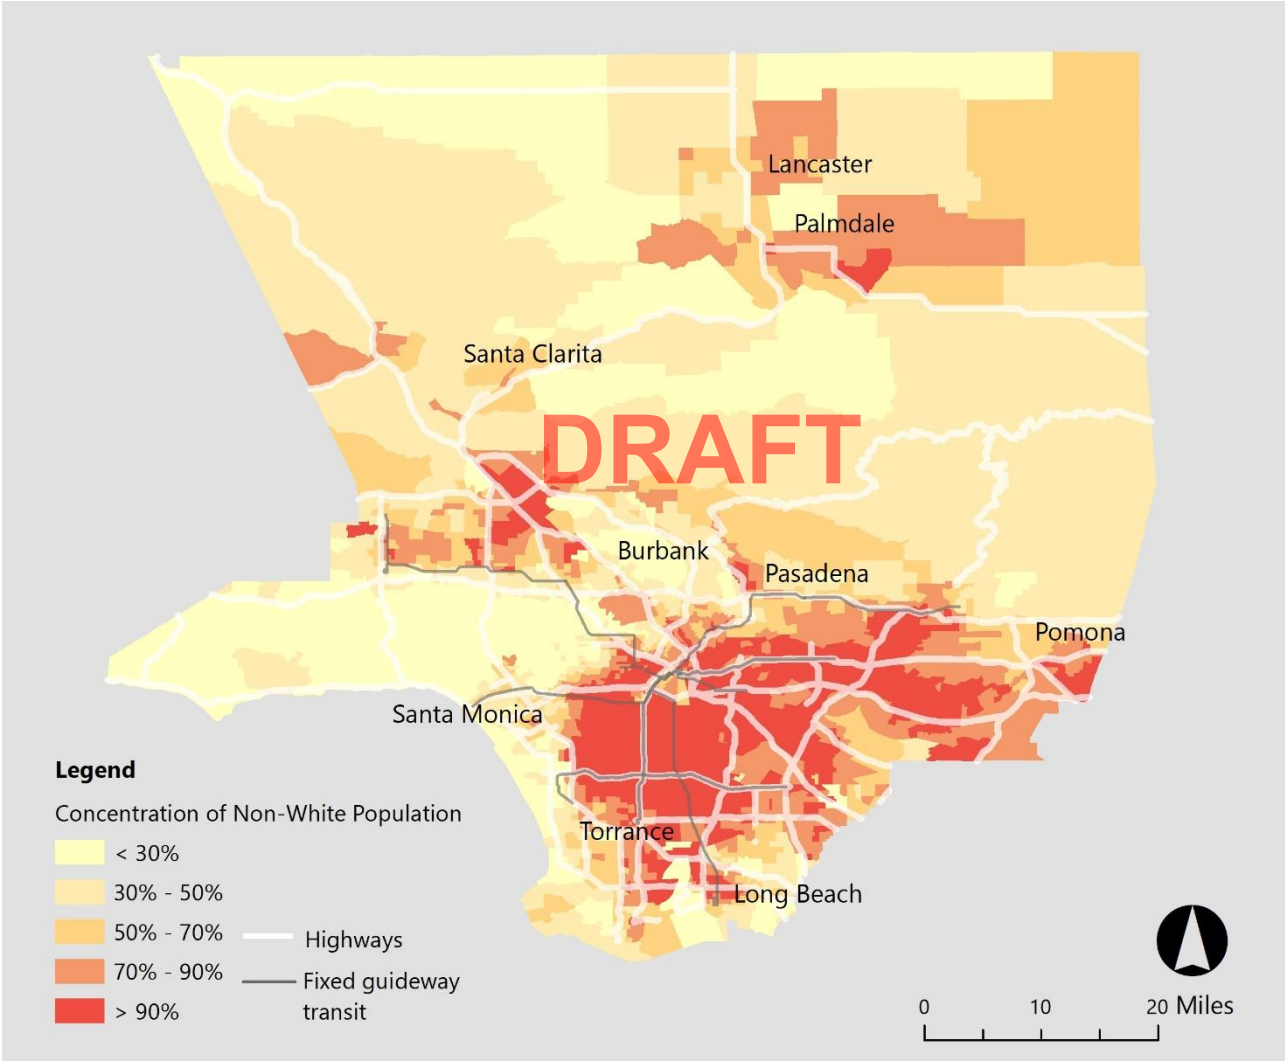 Lancaster
Palmdale
Santa Clarita
DRAFT
Burbank
Pasadena
Pomona
Santa Monica
Torrance
Long Beach
Legend
Concentration of Non-White Population
< 30%
30% - 50%
50% - 70%
70% - 90%
> 90%
Highways
Fixed guideway
transit
0 10 20 Miles